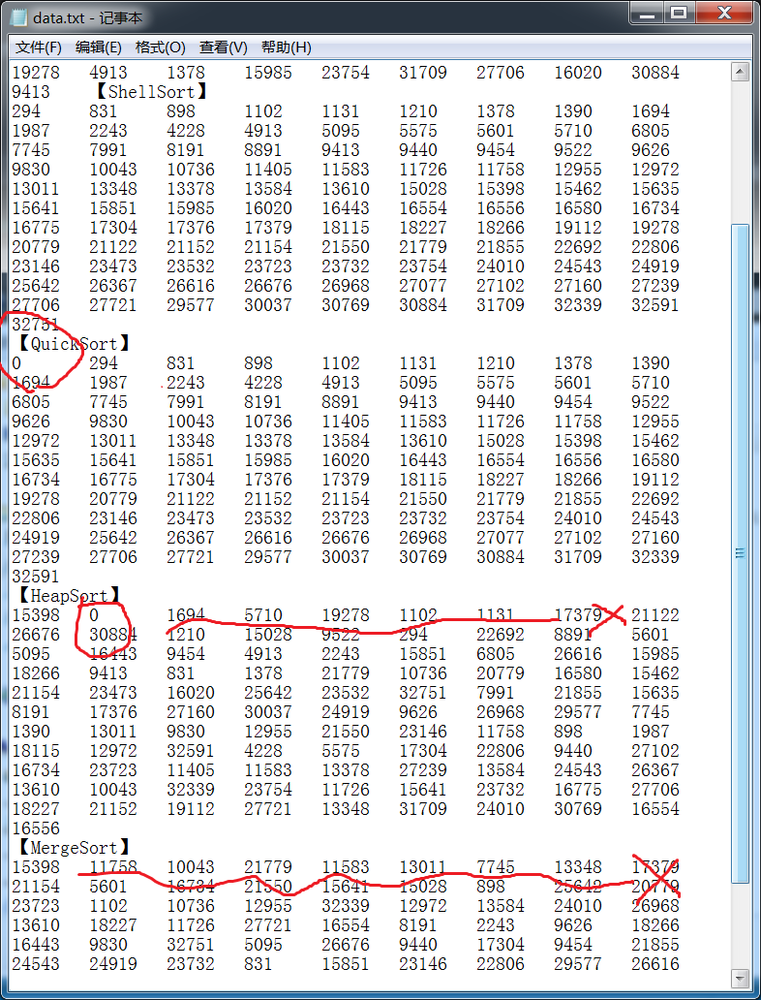 data.txt - 记事本
文件(F) 编辑(E) 格式(O) 查看(V) 帮助(H)
19278 4913 1378 15985 23754 31709 27706 16020 30884
9413 【ShellSort】
294 831 898 1102 1131 1210 1378 1390 1694
1987 2243 4228 4913 5095 5575 5601 5710 6805
7745 7991 8191 8891 9413 9440 9454 9522 9626
9830 10043 10736 11405 11583 11726 11758 12955 12972
13011 13348 13378 13584 13610 15028 15398 15462 15635
15641 15851 15985 16020 16443 16554 16556 16580 16734
16775 17304 17376 17379 18115 18227 18266 19112 19278
20779 21122 21152 21154 21550 21779 21855 22692 22806
23146 23473 23532 23723 23732 23754 24010 24543 24919
25642 26367 26616 26676 26968 27077 27102 27160 27239
27706 27721 29577 30037 30769 30884 31709 32339 32591
32751
【QuickSort】
0 294 831 898 1102 1131 1210 1378 1390
1694 1987 2243 4228 4913 5095 5575 5601 5710
6805 7745 7991 8191 8891 9413 9440 9454 9522
9626 9830 10043 10736 11405 11583 11726 11758 12955
12972 13011 13348 13378 13584 13610 15028 15398 15462
15635 15641 15851 15985 16020 16443 16554 16556 16580
16734 16775 17304 17376 17379 18115 18227 18266 19112
19278 20779 21122 21152 21154 21550 21779 21855 22692
22806 23146 23473 23532 23723 23732 23754 24010 24543
24919 25642 26367 26616 26676 26968 27077 27102 27160
27239 27706 27721 29577 30037 30769 30884 31709 32339
32591
【HeapSort】
15398 0 1694 5710 19278 1102 1131 17379 21122
26676 30884 1210 15028 9522 294 22692 8891 5601
5095 16443 9454 4913 2243 15851 6805 26616 15985
18266 9413 831 1378 21779 10736 20779 16580 15462
21154 23473 16020 25642 23532 32751 7991 21855 15635
8191 17376 27160 30037 24919 9626 26968 29577 7745
1390 13011 9830 12955 21550 23146 11758 898 1987
18115 12972 32591 4228 5575 17304 22806 9440 27102
16734 23723 11405 11583 13378 27239 13584 24543 26367
13610 10043 32339 23754 11726 15641 23732 16775 27706
18227 21152 19112 27721 13348 31709 24010 30769 16554
16556
【MergeSort】
15398 11758 10043 21779 11583 13011 7745 13348 17379
21154 5601 16734 21550 15641 15028 898 25642 20779
23723 1102 10736 12955 32339 12972 13584 24010 26968
13610 18227 11726 27721 16554 8191 2243 9626 18266
16443 9830 32751 5095 26676 9440 17304 9454 21855
24543 24919 23732 831 15851 23146 22806 29577 26616